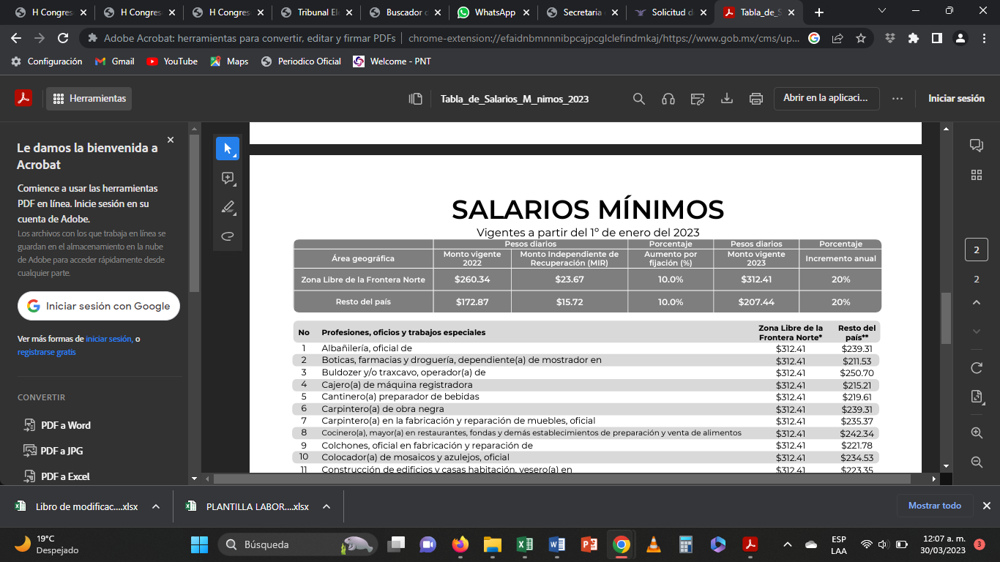 H Congres
H Congres
H Congres
Tribunal El
Buscador d
WhatsApp
Secretaria
Solicitud d
Tabla_de_S
Adobe Acrobat: herramientas para convertir, editar y firmar PDFs | chrome-extension://efaidnbmnnnibpcajpcglclefindmkaj/https://www.gob.mx/cms/up...
Configuración Gmail YouTube Maps Periodico Oficial Welcome - PNT
Herramientas
Tabla_de_Salarios_M_nimos_2023
Abrir en la aplicaci...
Iniciar sesión
Le damos la bienvenida a
Acrobat
Comience a usar las herramientas
PDF en línea. Inicie sesión en su
cuenta de Adobe.
Los archivos con los que trabaja en línea se
guardan en el almacenamiento en la nube
de Adobe para acceder rápidamente desde
cualquier parte.
Iniciar sesión con Google
Ver más formas de iniciar sesión, o
registrarse gratis
CONVERTIR
PDF a Word
PDF a JPG
PDF a Excel
SALARIOS MÍNIMOS
Vigentes a partir del 1º de enero del 2023
Pesos diarios Porcentaje Pesos diarios Porcentaje
Área geográfica Monto vigente 2022 Monto Independiente de Recuperación (MIR) Aumento por fijación (%) Monto vigente 2023 Incremento anual
Zona Libre de la Frontera Norte $260.34 $23.67 10.0% $312.41 20%
Resto del país $172.87 $15.72 10.0% $207.44 20%
No Profesiones, oficios y trabajos especiales Zona Libre de la Frontera Norte* Resto del país**
1 Albañilería, oficial de $312.41 $239.31
2 Boticas, farmacias y droguería, dependiente(a) de mostrador en $312.41 $211.53
3 Buldozer y/o traxcavo, operador(a) de $312.41 $250.70
4 Cajero(a) de máquina registradora $312.41 $215.21
5 Cantinero(a) preparador de bebidas $312.41 $219.61
6 Carpintero(a) de obra negra $312.41 $239.31
7 Carpintero(a) en la fabricación y reparación de muebles, oficial $312.41 $235.37
8 Cocinero(a), mayor(a) en restaurantes, fondas y demás establecimientos de preparación y venta de alimentos $312.41 $242.34
9 Colchones, oficial en fabricación y reparación de $312.41 $221.78
10 Colocador(a) de mosaicos y azulejos, oficial $312.41 $234.53
11 Construcción de edificios y casas habitación, yesero(a) en $312.41 $223.35
2
2
Libro de modificac....xlsx
PLANTILLA LABOR....xlsx
Mostrar todo
19°C
Despejado
Búsqueda
ESP
LAA
12:07 a. m.
30/03/2023
3